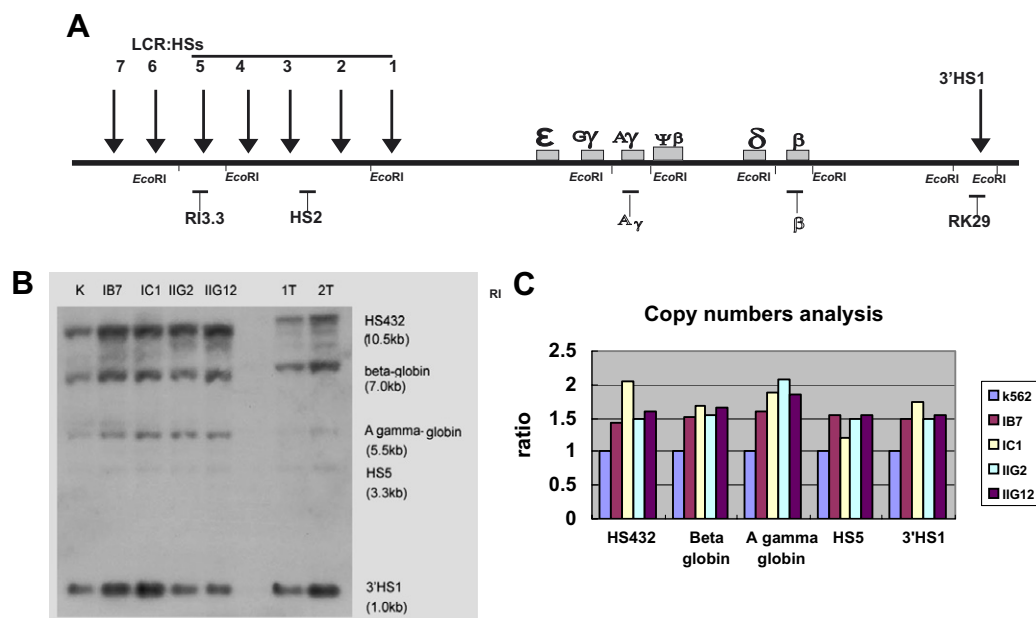 A
LCR:HSs
7 6 5 4 3 2 1
3'HS1
ε Gγ Aγ Ψβ δ β
EcoRI EcoRI EcoRI EcoRI EcoRI EcoRI EcoRI EcoRI EcoRI
RI3.3 HS2 Aγ β RK29
B
K IB7 IC1 IIG2 IIG12 1T 2T
RI
HS432
(10.5kb)
beta-globin
(7.0kb)
A gamma-globin
(5.5kb)
HS5
(3.3kb)
3'HS1
(1.0kb)
C
Copy numbers analysis
ratio
2.5
2
1.5
1
0.5
0
HS432 Beta globin A gamma globin HS5 3'HS1
k562
IB7
IC1
IIG2
IIG12